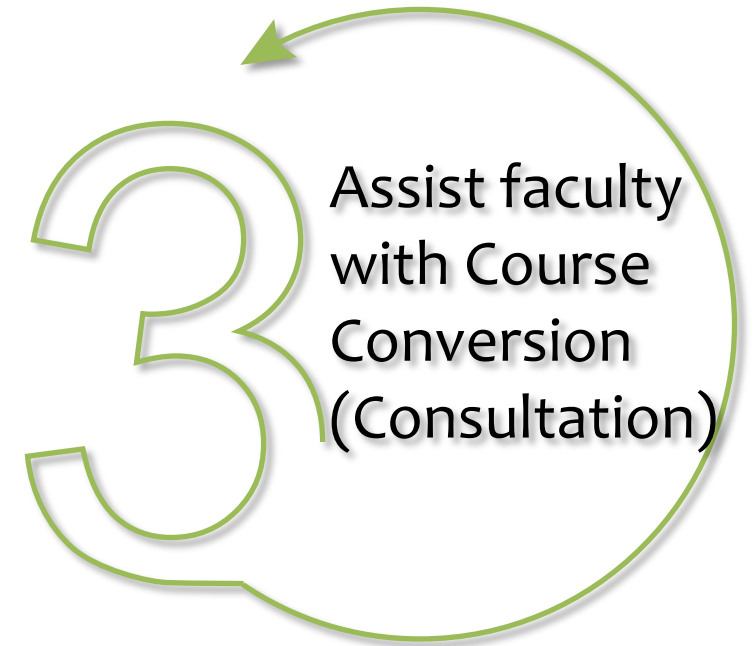 3
Assist faculty
with Course
Conversion
(Consultation)